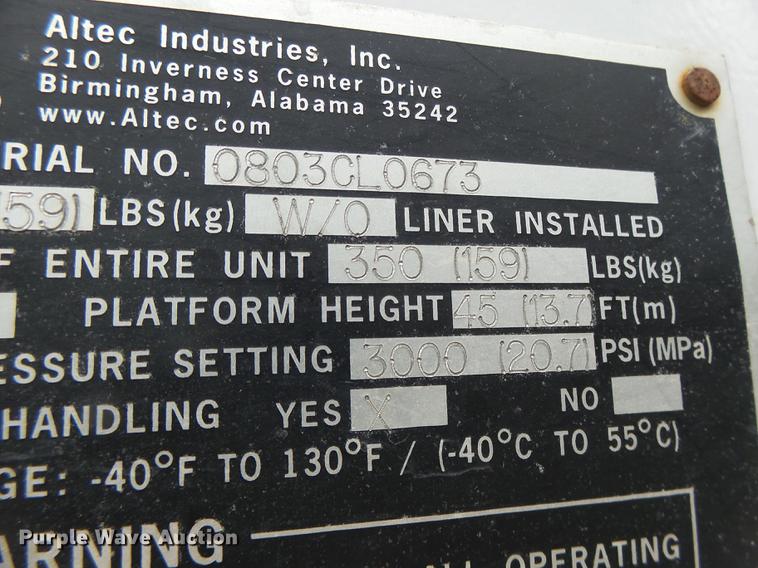 Altec Industries, Inc.
210 Inverness Center Drive
Birmingham, Alabama 35242
www.Altec.com
RIAL NO. 0803CL0673
159) LBS(kg) W/O LINER INSTALLED
F ENTIRE UNIT 350 (159) LBS(kg)
PLATFORM HEIGHT 45 (13.7) FT(m)
ESSURE SETTING 3000 (20.7) PSI (MPa)
HANDLING YES X NO
GE: -40°F TO 130°F / (-40°C TO 55°C)
ARNING
ALL OPERATING
Purple Wave Auction